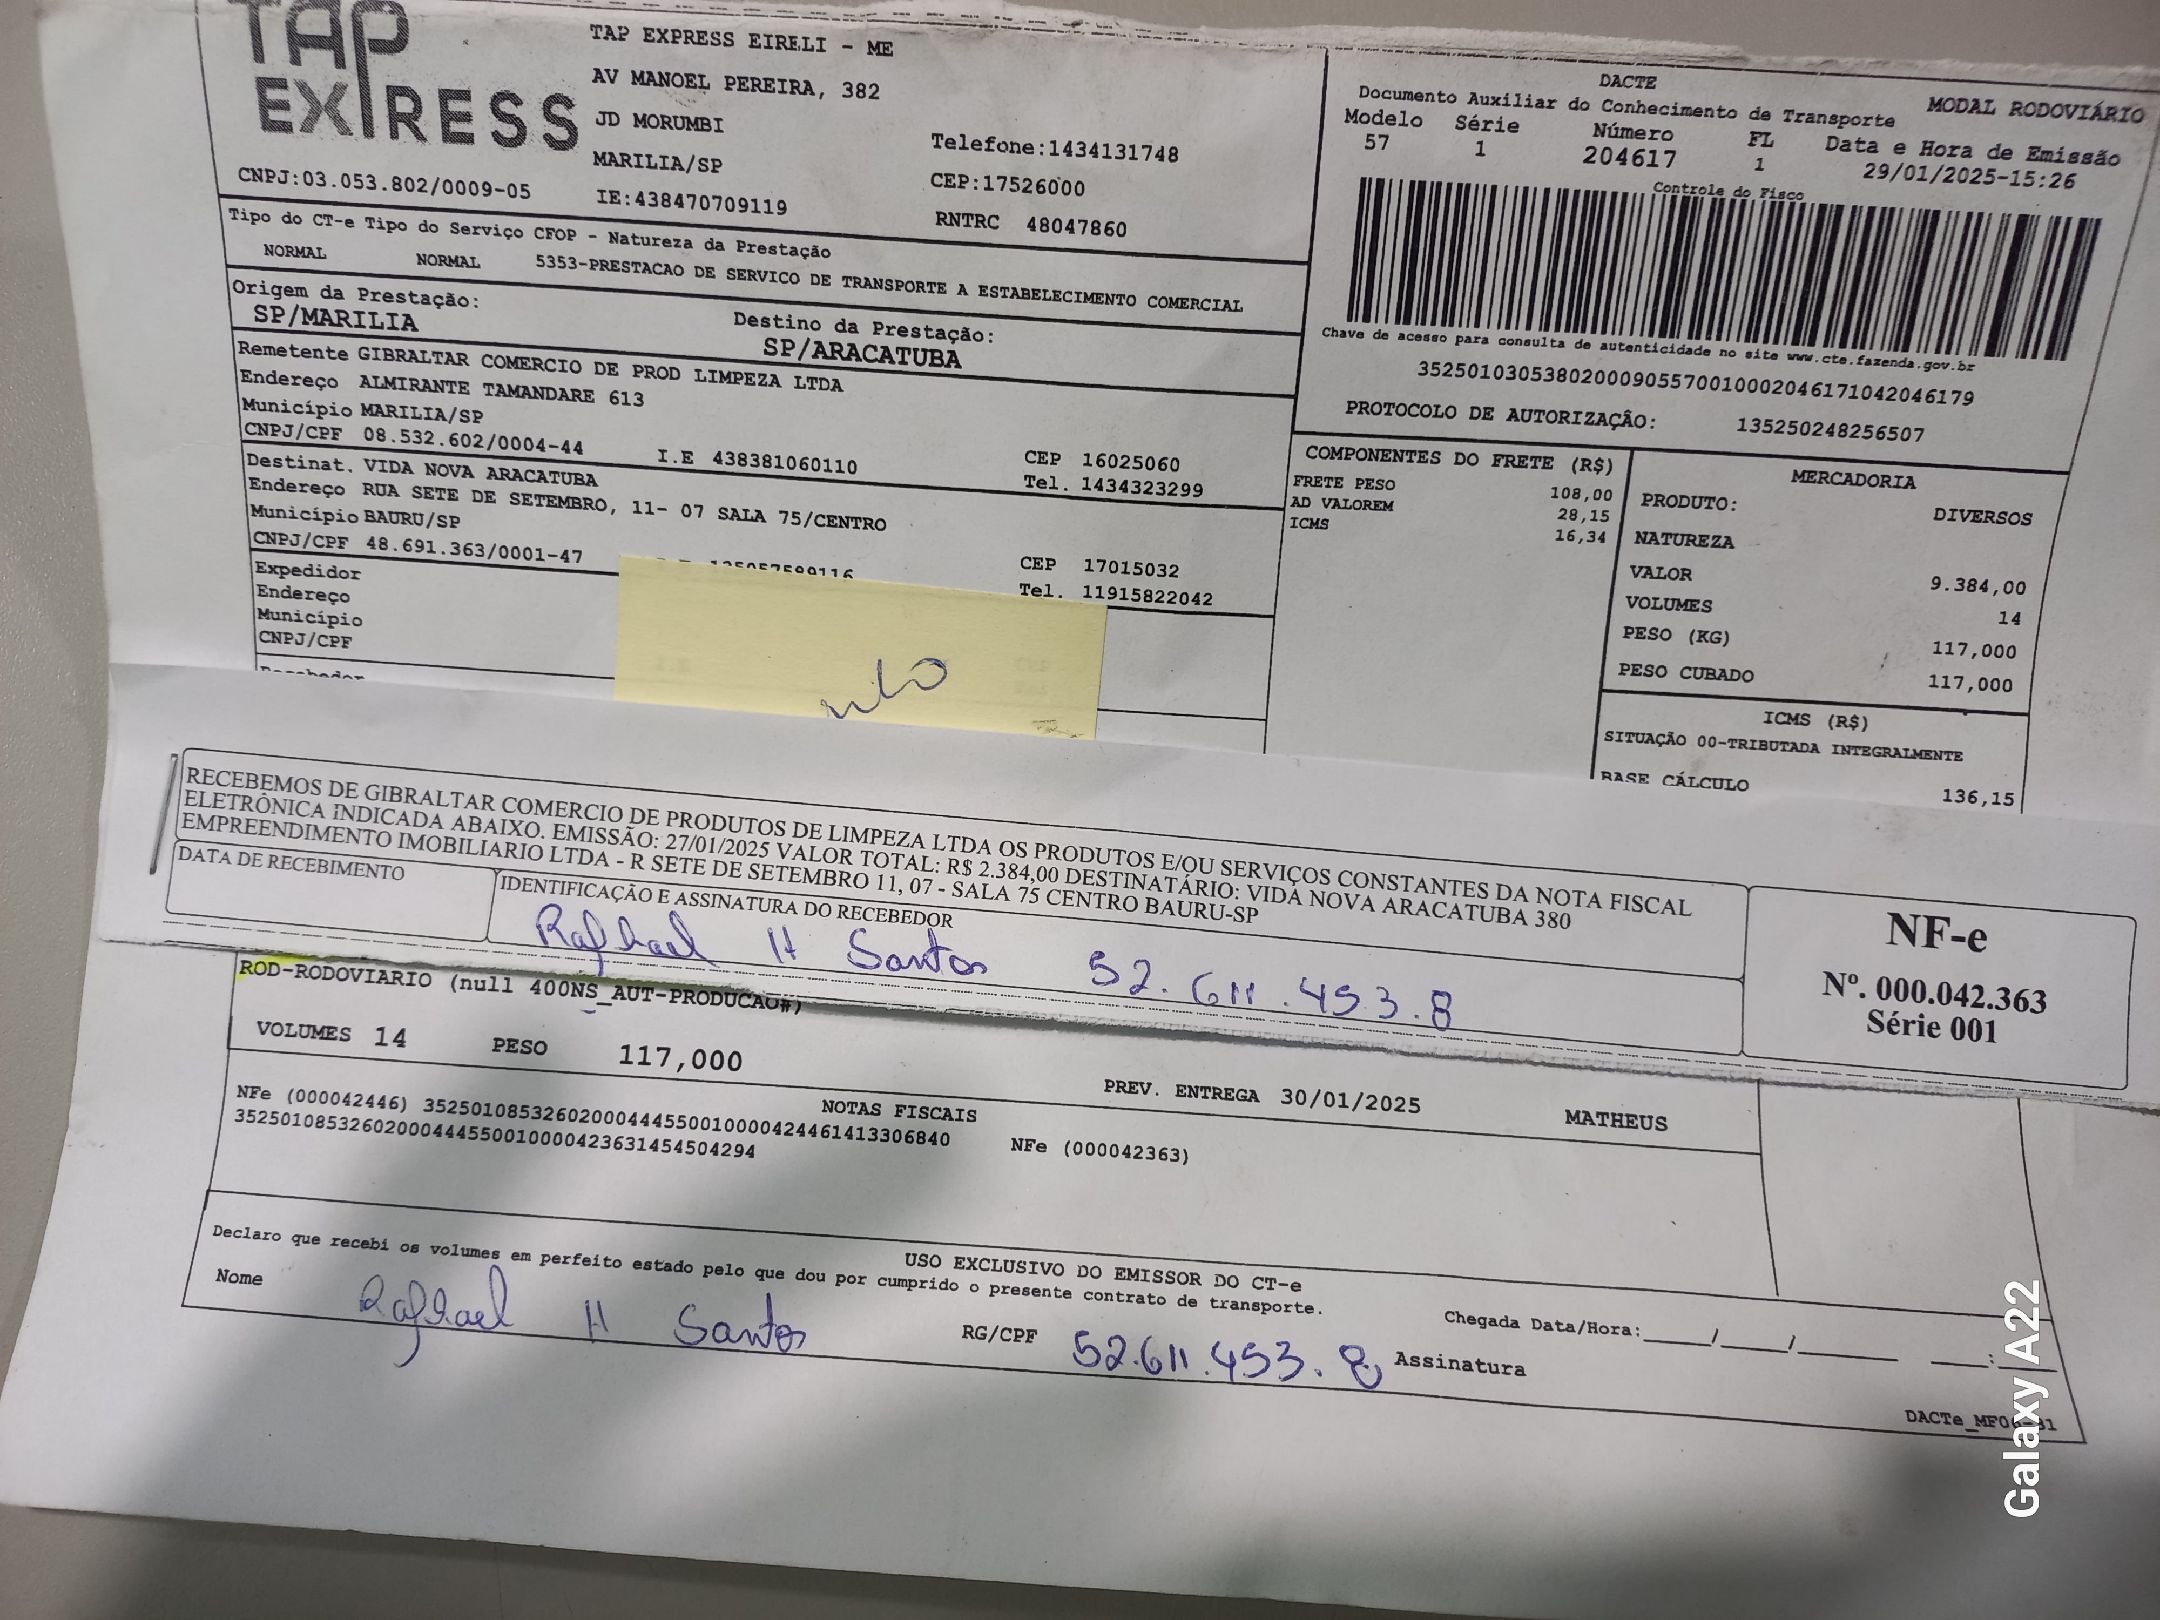 TAP EXPRESS
TAP EXPRESS EIRELI - ME
AV MANOEL PEREIRA, 382
JD MORUMBI
MARILIA/SP
Telefone:1434131748
CEP:17526000
CNPJ:03.053.802/0009-05
IE:438470709119
RNTRC 48047860
DACTE
Documento Auxiliar do Conhecimento de Transporte
MODAL RODOVIÁRIO
Modelo Série Número FL Data e Hora de Emissão
57 1 204617 1 29/01/2025-15:26
Controle do Fisco
Chave de acesso para consulta de autenticidade no site www.cte.fazenda.gov.br
35250103053802000905570010002046171042046179
PROTOCOLO DE AUTORIZAÇÃO: 135250248256507
Tipo do CT-e Tipo do Serviço CFOP - Natureza da Prestação
NORMAL NORMAL 5353-PRESTACAO DE SERVICO DE TRANSPORTE A ESTABELECIMENTO COMERCIAL
Origem da Prestação: Destino da Prestação:
SP/MARILIA SP/ARACATUBA
Remetente GIBRALTAR COMERCIO DE PROD LIMPEZA LTDA
Endereço ALMIRANTE TAMANDARE 613
Município MARILIA/SP CEP 16025060
CNPJ/CPF 08.532.602/0004-44 I.E 438381060110 Tel. 1434323299
Destinat. VIDA NOVA ARACATUBA
Endereço RUA SETE DE SETEMBRO, 11- 07 SALA 75/CENTRO
Município BAURU/SP CEP 17015032
CNPJ/CPF 48.691.363/0001-47 Tel. 11915822042
Expedidor
Endereço
Município
CNPJ/CPF
COMPONENTES DO FRETE (R$)
FRETE PESO 108,00
AD VALOREM 28,15
ICMS 16,34
MERCADORIA
PRODUTO: DIVERSOS
NATUREZA
VALOR 9.384,00
VOLUMES 14
PESO (KG) 117,000
PESO CUBADO 117,000
ICMS (R$)
SITUAÇÃO 00-TRIBUTADA INTEGRALMENTE
BASE CÁLCULO 136,15
RECEBEMOS DE GIBRALTAR COMERCIO DE PRODUTOS DE LIMPEZA LTDA OS PRODUTOS E/OU SERVIÇOS CONSTANTES DA NOTA FISCAL
ELETRÔNICA INDICADA ABAIXO. EMISSÃO: 27/01/2025 VALOR TOTAL: R$ 2.384,00 DESTINATÁRIO: VIDA NOVA ARACATUBA 380
EMPREENDIMENTO IMOBILIARIO LTDA - R SETE DE SETEMBRO 11, 07 - SALA 75 CENTRO BAURU-SP
DATA DE RECEBIMENTO
IDENTIFICAÇÃO E ASSINATURA DO RECEBEDOR
Raphael H Santos 52.611.453.8
NF-e
Nº. 000.042.363
Série 001
ROD-RODOVIARIO (null 400NS_AUT-PRODUCAO#)
VOLUMES 14 PESO 117,000 PREV. ENTREGA 30/01/2025 MATHEUS
NOTAS FISCAIS
NFe (000042446) 35250108532602000444550010000424461413306840 NFe (000042363)
35250108532602000444550010000423631454504294
USO EXCLUSIVO DO EMISSOR DO CT-e
Declaro que recebi os volumes em perfeito estado pelo que dou por cumprido o presente contrato de transporte.
Nome Raphael H Santos RG/CPF 52.611.453.8 Assinatura
Chegada Data/Hora:____/____/______ ____:____
Galaxy A22